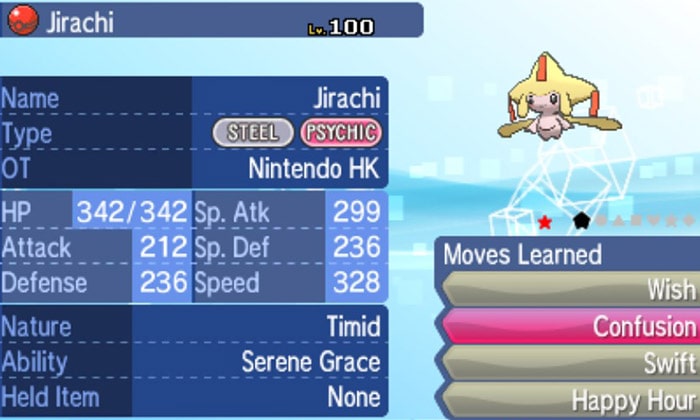 Jirachi Lv.100
Name Jirachi
Type STEEL PSYCHIC
OT Nintendo HK
HP 342/342 Sp. Atk 299
Attack 212 Sp. Def 236
Defense 236 Speed 328
Nature Timid
Ability Serene Grace
Held Item None
Moves Learned
Wish
Confusion
Swift
Happy Hour